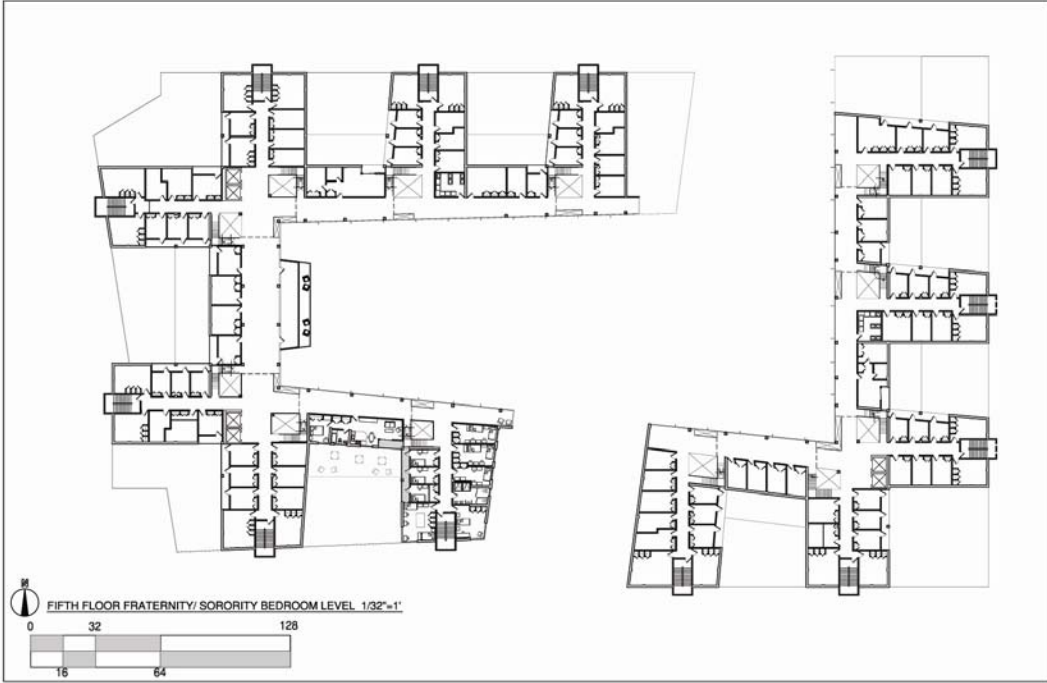 N
FIFTH FLOOR FRATERNITY/ SORORITY BEDROOM LEVEL 1/32"=1'
0 32 128
16 64